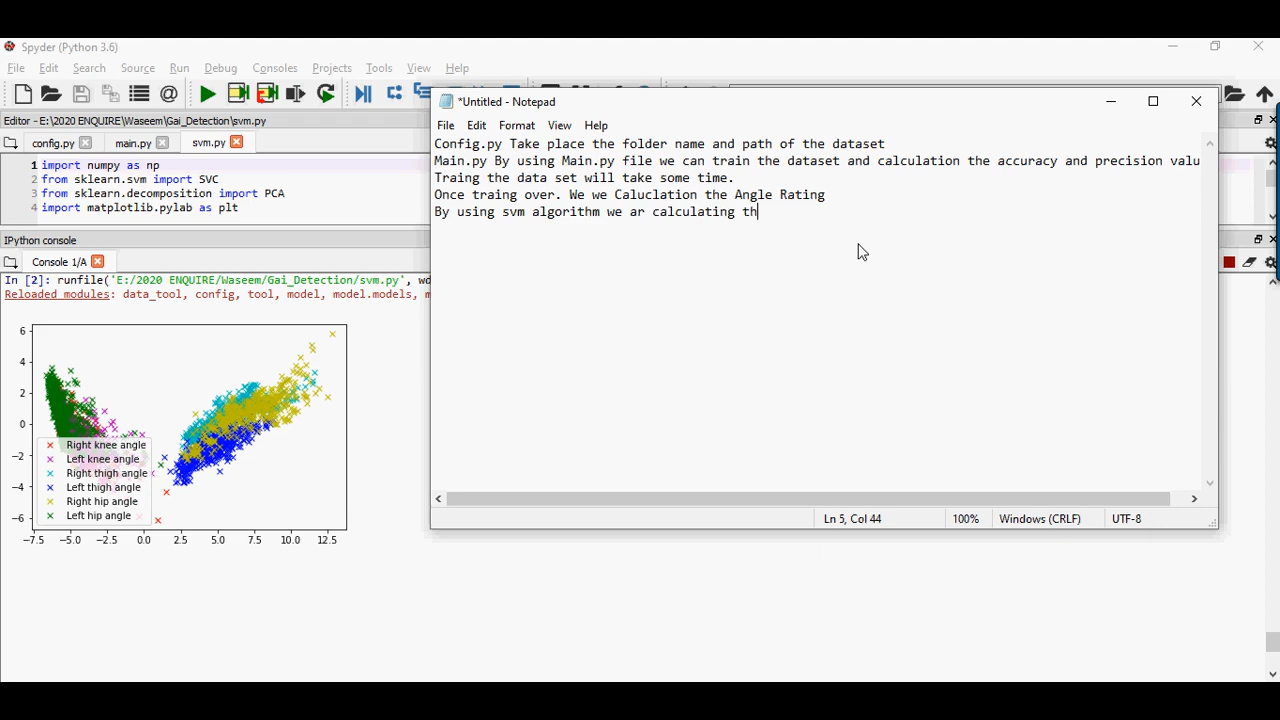 Spyder (Python 3.6)
File Edit Search Source Run Debug Consoles Projects Tools View Help
Editor - E:\2020 ENQUIRE\Waseem\Gai_Detection\svm.py
config.py main.py svm.py
1 import numpy as np
2 from sklearn.svm import SVC
3 from sklearn.decomposition import PCA
4 import matplotlib.pylab as plt
IPython console
Console 1/A
In [2]: runfile('E:/2020 ENQUIRE/Waseem/Gai_Detection/svm.py',
Reloaded modules: data_tool, config, tool, model, model.models,
6
4
2
0
−2
−4
−6
Right knee angle
Left knee angle
Right thigh angle
Left thigh angle
Right hip angle
Left hip angle
−7.5 −5.0 −2.5 0.0 2.5 5.0 7.5 10.0 12.5
*Untitled - Notepad
File Edit Format View Help
Config.py Take place the folder name and path of the dataset
Main.py By using Main.py file we can train the dataset and calculation the accuracy and precision valu
Traing the data set will take some time.
Once traing over. We we Caluclation the Angle Rating
By using svm algorithm we ar calculating th
Ln 5, Col 44 100% Windows (CRLF) UTF-8